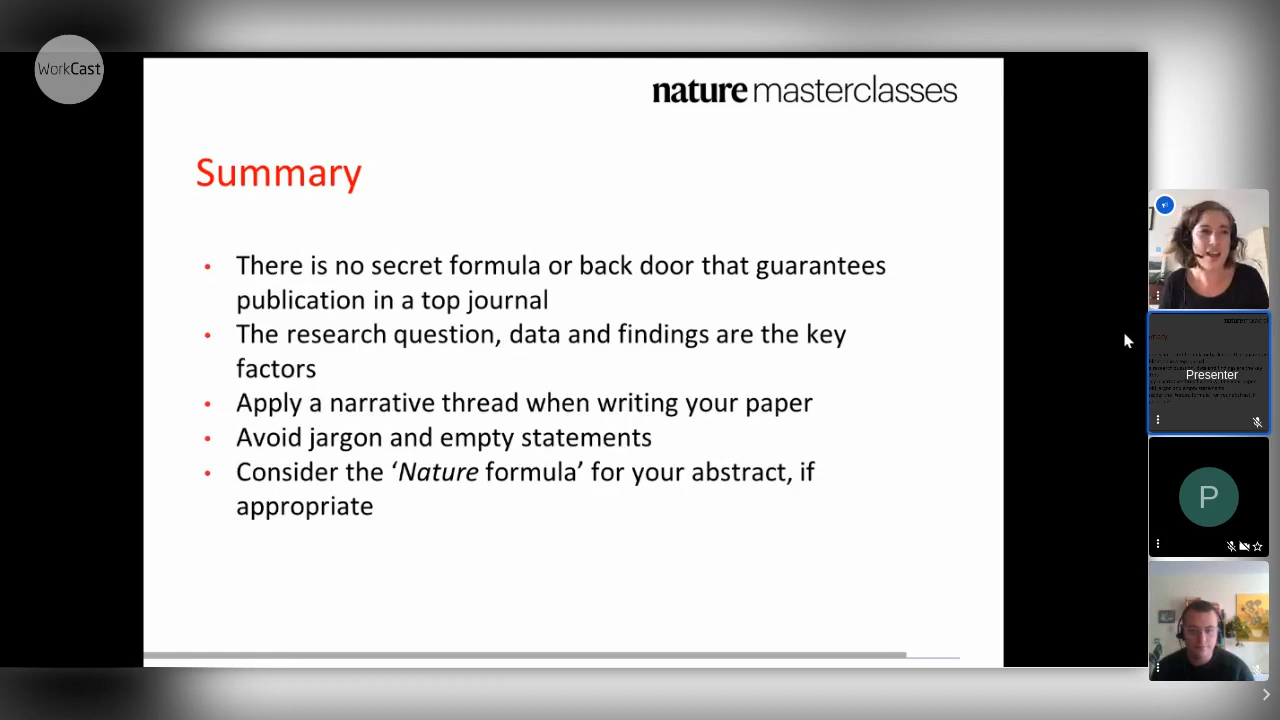 WorkCast
nature masterclasses
Summary
• There is no secret formula or back door that guarantees
publication in a top journal
• The research question, data and findings are the key
factors
• Apply a narrative thread when writing your paper
• Avoid jargon and empty statements
• Consider the ‘Nature formula’ for your abstract, if
appropriate
Presenter
P